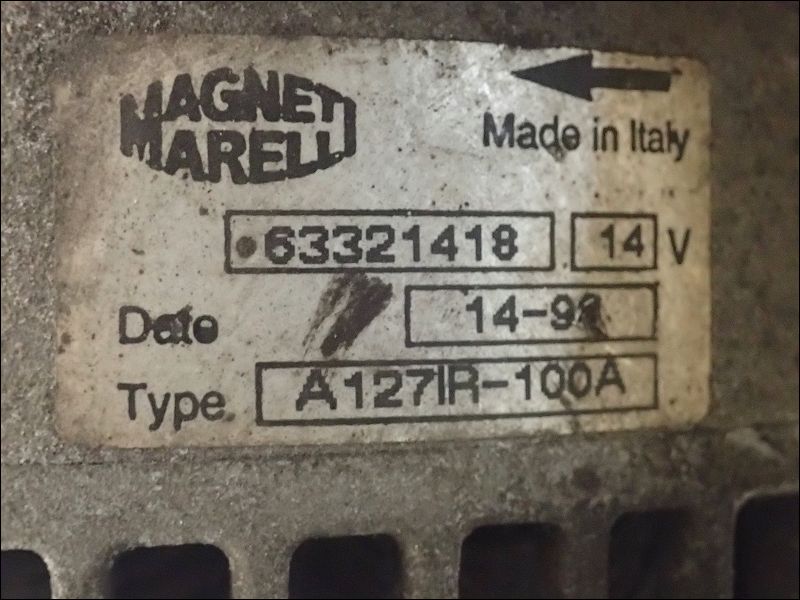 MAGNETI
MARELLI
Made in Italy
63321418 14 V
Date
Type A127IR-100A